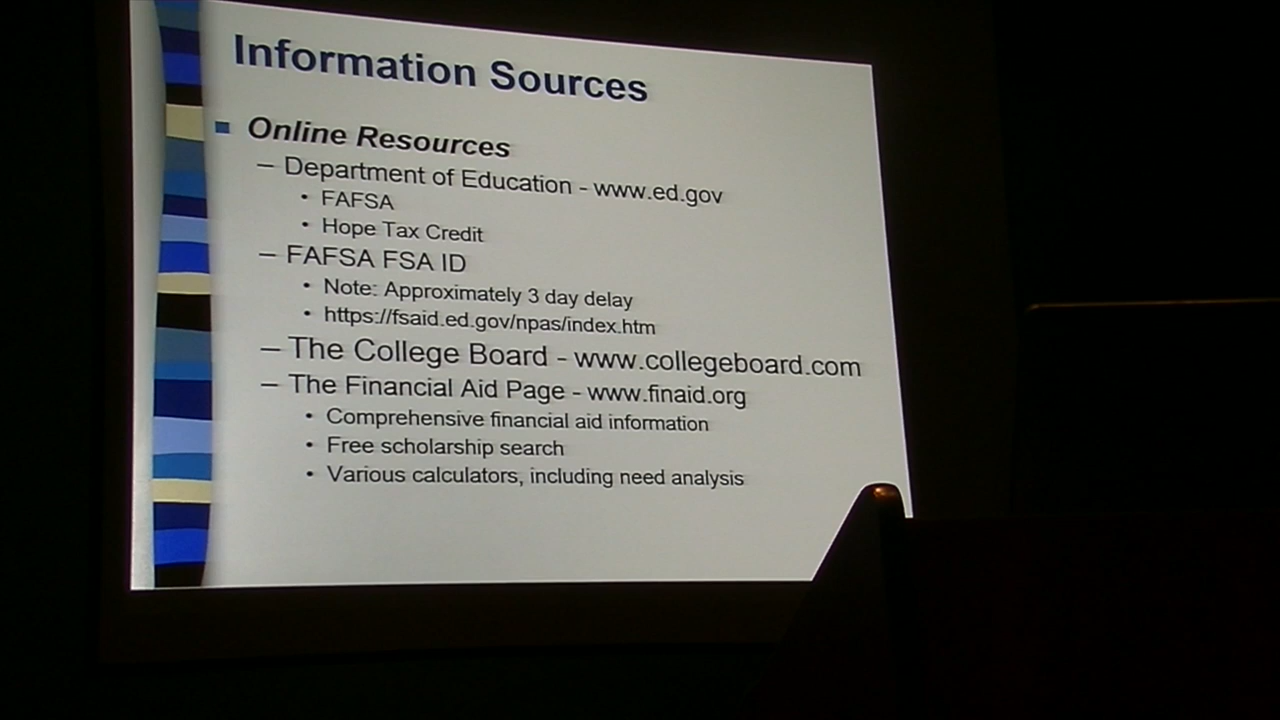 Information Sources
Online Resources
– Department of Education - www.ed.gov
• FAFSA
• Hope Tax Credit
– FAFSA FSA ID
• Note: Approximately 3 day delay
• https://fsaid.ed.gov/npas/index.htm
– The College Board - www.collegeboard.com
– The Financial Aid Page - www.finaid.org
• Comprehensive financial aid information
• Free scholarship search
• Various calculators, including need analysis